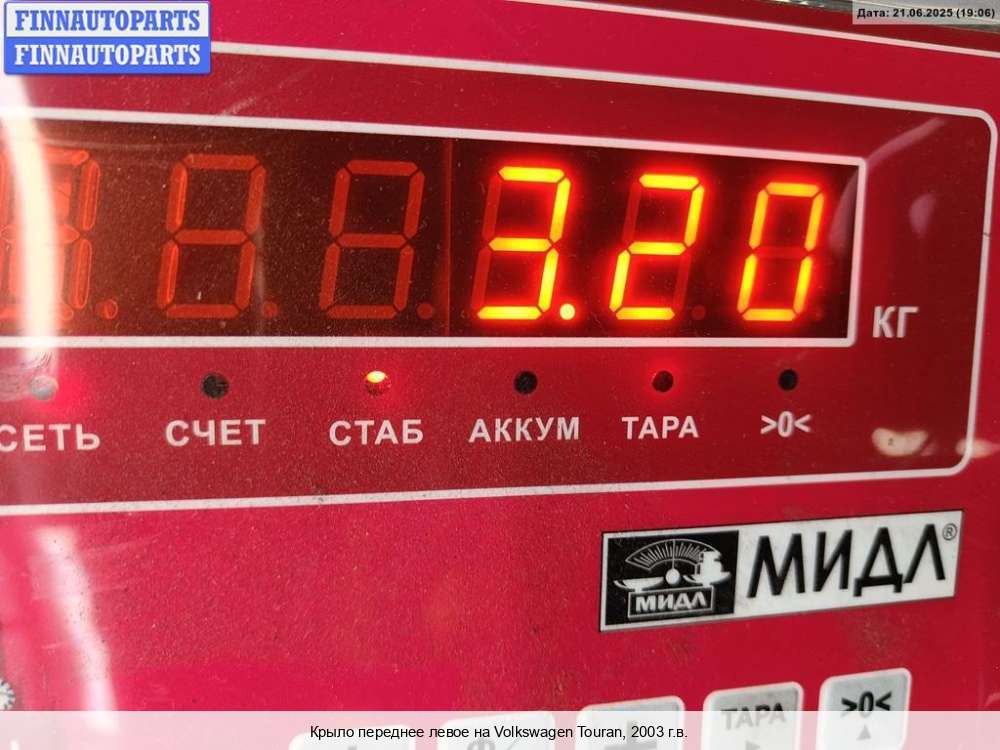 FINNAUTOPARTS
FINNAUTOPARTS
Дата: 21.06.2025 (19:06)
3.20
КГ
СЕТЬ СЧЕТ СТАБ АККУМ ТАРА >0<
МИДЛ МИДЛ®
ТАРА >0<
Крыло переднее левое на Volkswagen Touran, 2003 г.в.